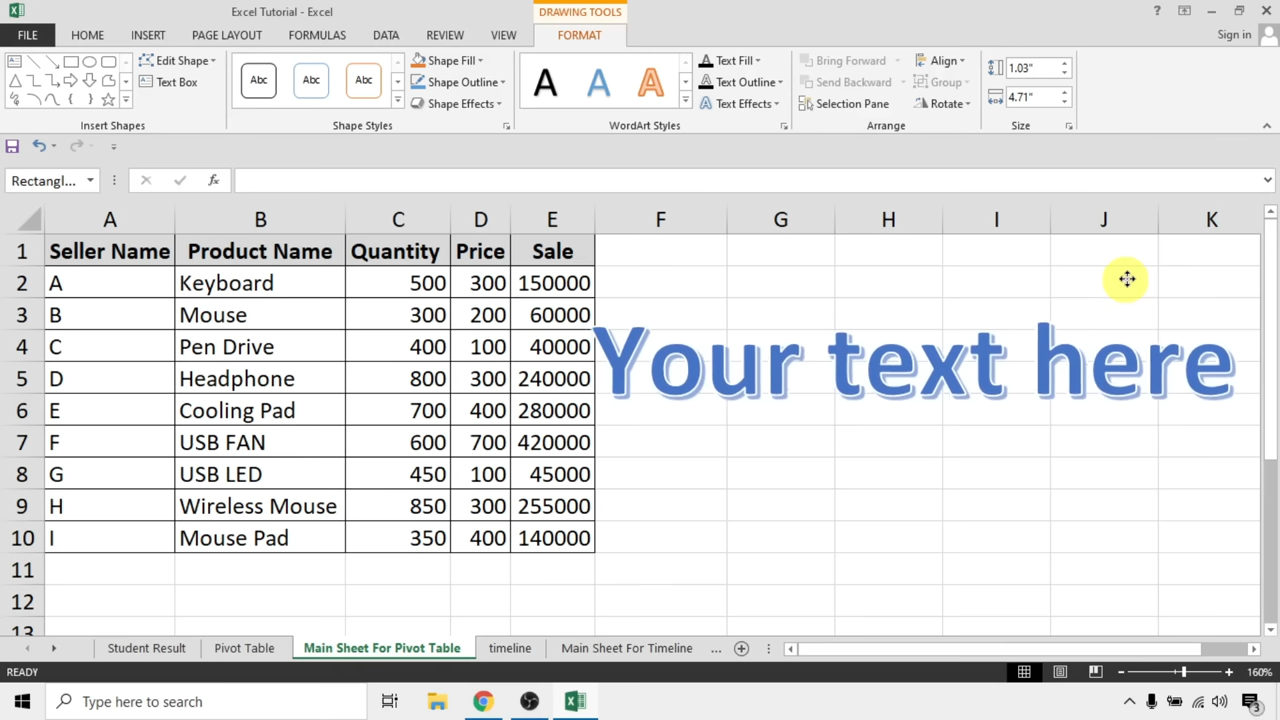 Excel Tutorial - Excel
DRAWING TOOLS
?
FILE HOME INSERT PAGE LAYOUT FORMULAS DATA REVIEW VIEW FORMAT Sign in
Edit Shape
Text Box
Insert Shapes
Abc Abc Abc
Shape Fill
Shape Outline
Shape Effects
Shape Styles
A A A
Text Fill
Text Outline
Text Effects
WordArt Styles
Bring Forward
Send Backward
Selection Pane
Align
Group
Rotate
Arrange
1.03"
4.71"
Size
Rectangl... fx
A B C D E F G H I J K
1 Seller Name Product Name Quantity Price Sale
2 A Keyboard 500 300 150000
3 B Mouse 300 200 60000
4 C Pen Drive 400 100 40000
5 D Headphone 800 300 240000
6 E Cooling Pad 700 400 280000
7 F USB FAN 600 700 420000
8 G USB LED 450 100 45000
9 H Wireless Mouse 850 300 255000
10 I Mouse Pad 350 400 140000
11
12
13
Your text here
Student Result Pivot Table Main Sheet For Pivot Table timeline Main Sheet For Timeline ...
READY 160%
Type here to search 3